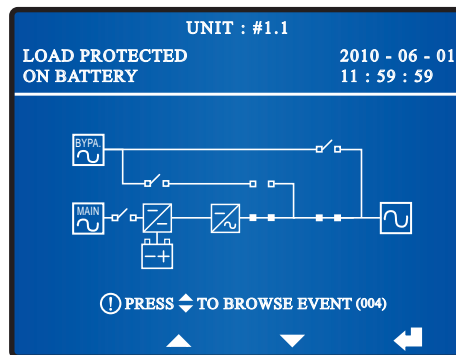 UNIT : #1.1
LOAD PROTECTED 2010 - 06 - 01
ON BATTERY 11 : 59 : 59
BYPA.
MAIN
! PRESS TO BROWSE EVENT (004)